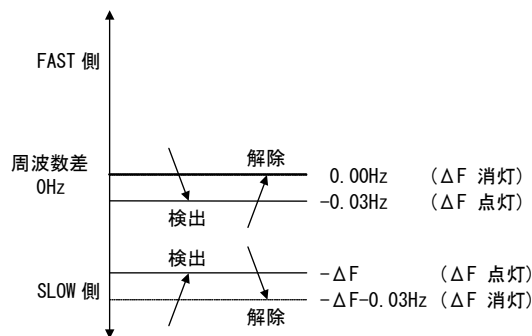 FAST 側
周波数差
0Hz
解除
0.00Hz (ΔF 消灯)
検出
-0.03Hz (ΔF 点灯)
検出
-ΔF (ΔF 点灯)
SLOW 側
-ΔF-0.03Hz (ΔF 消灯)
解除